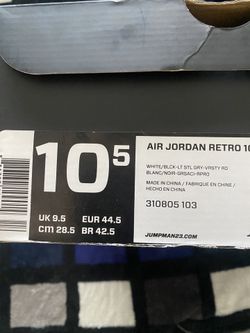 10⁵
UK 9.5 EUR 44.5
cm 28.5 BR 42.5
AIR JORDAN RETRO 10
WHITE/BLCK-LT STL GRY-VRSTY RD
BLANC/NOIR-GRSACI-RPRO
MADE IN CHINA / FABRIQUE EN CHINE /
HECHO EN CHINA
310805 103
JUMPMAN23.COM